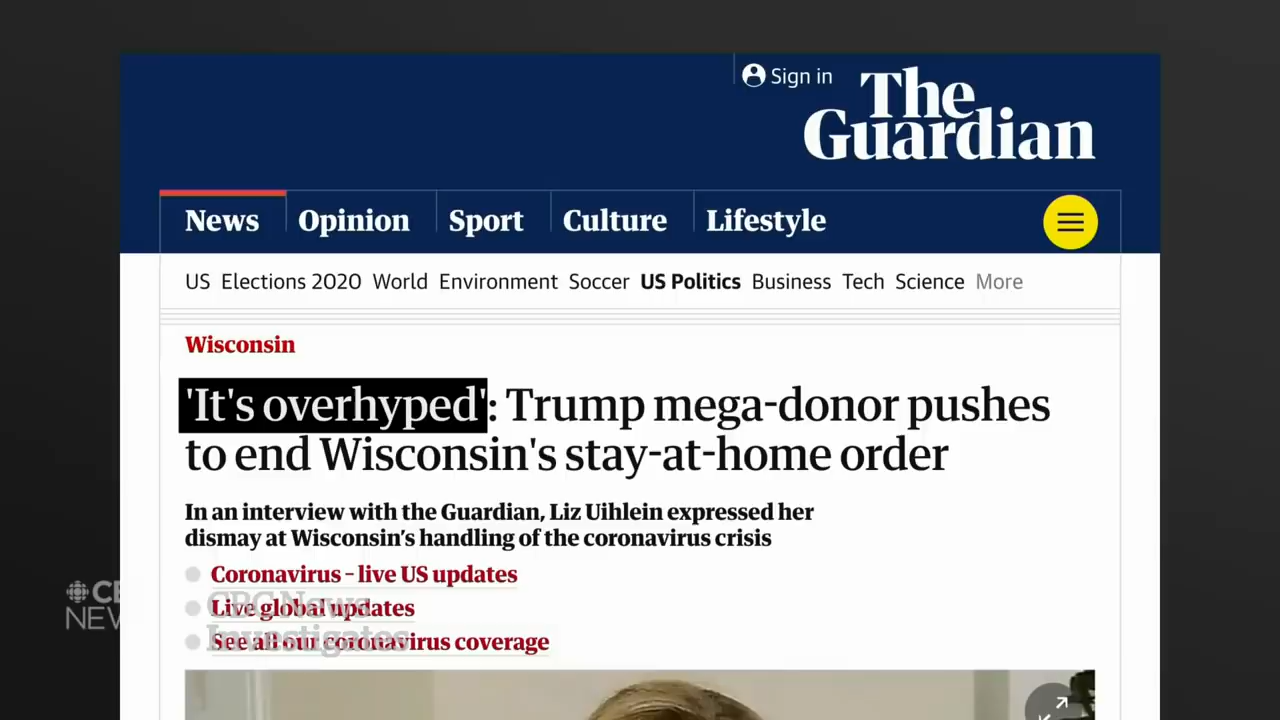 Sign in
The
Guardian
News
Opinion
Sport
Culture
Lifestyle
US Elections 2020 World Environment Soccer US Politics Business Tech Science More
Wisconsin
'It's overhyped': Trump mega-donor pushes
to end Wisconsin's stay-at-home order
In an interview with the Guardian, Liz Uihlein expressed her
dismay at Wisconsin's handling of the coronavirus crisis
Coronavirus – live US updates
Live global updates
See all our coronavirus coverage
CBC News
Investigates